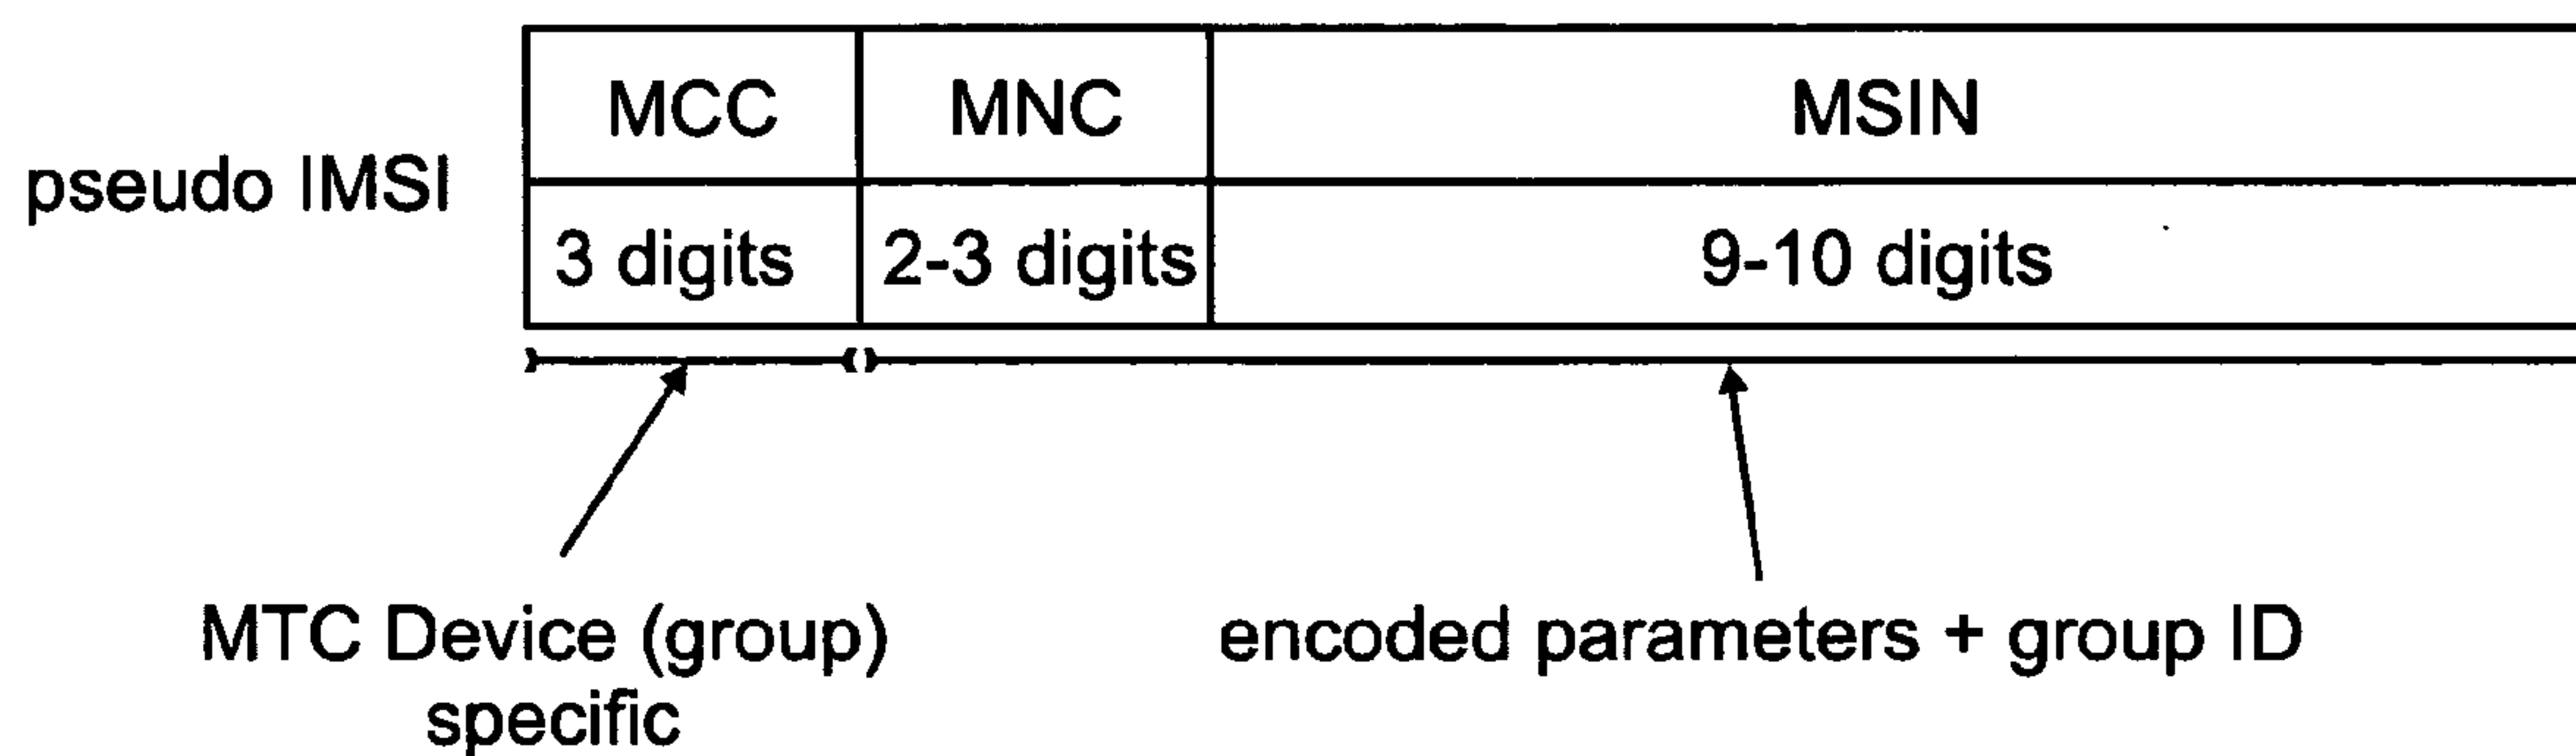 MCC MNC MSIN
pseudo IMSI
3 digits 2-3 digits 9-10 digits
MTC Device (group)
specific
encoded parameters + group ID